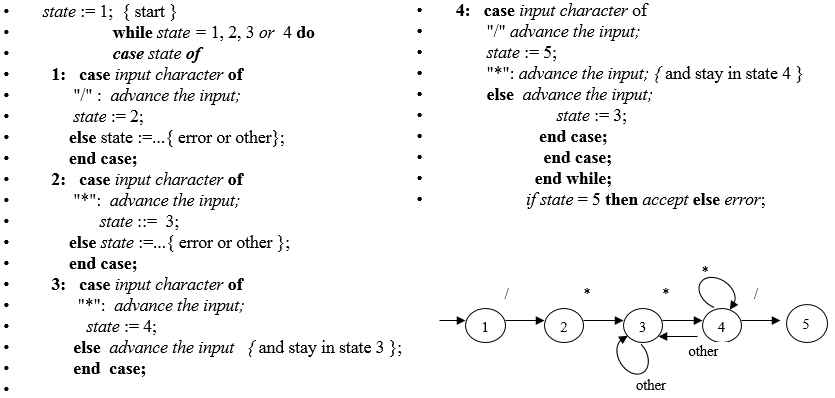 • state := 1; { start }
• while state = 1, 2, 3 or 4 do
• case state of
• 1: case input character of
• "/" : advance the input;
• state := 2;
• else state :=...{ error or other};
• end case;
• 2: case input character of
• "*": advance the input;
• state ::= 3;
• else state :=...{ error or other };
• end case;
• 3: case input character of
• "*": advance the input;
• state := 4;
• else advance the input { and stay in state 3 };
• end case;
•
• 4: case input character of
• "/" advance the input;
• state := 5;
• "*": advance the input; { and stay in state 4 }
• else advance the input;
• state := 3;
• end case;
• end case;
• end while;
• if state = 5 then accept else error;
*
/ * * /
1 2 3 4 5
other
other